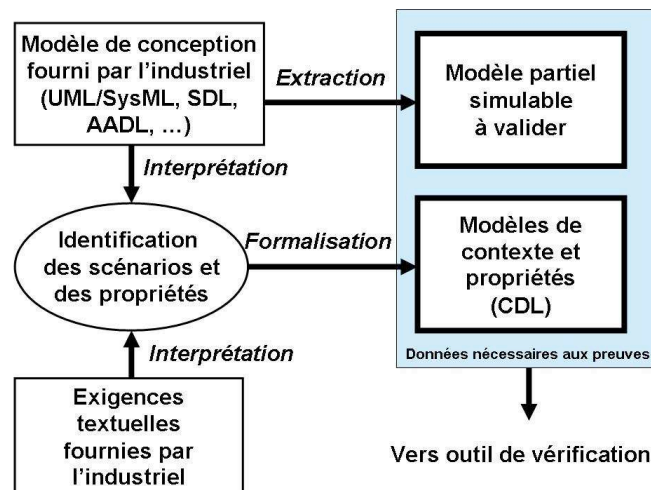 Modèle de conception
fourni par l'industriel
(UML/SysML, SDL,
AADL, ...)
Extraction
Modèle partiel
simulable
à valider
Interprétation
Identification
des scénarios et
des propriétés
Formalisation
Modèles de
contexte et
propriétés
(CDL)
Données nécessaires aux preuves
Interprétation
Exigences
textuelles
fournies par
l'industriel
Vers outil de vérification